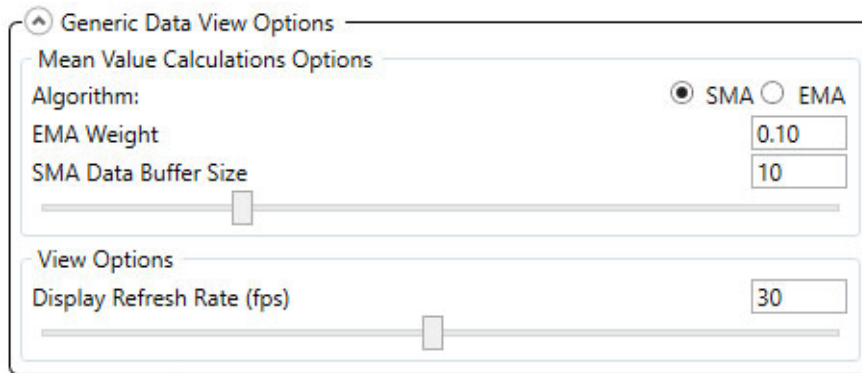 Generic Data View Options
Mean Value Calculations Options
Algorithm: SMA EMA
EMA Weight 0.10
SMA Data Buffer Size 10
View Options
Display Refresh Rate (fps) 30